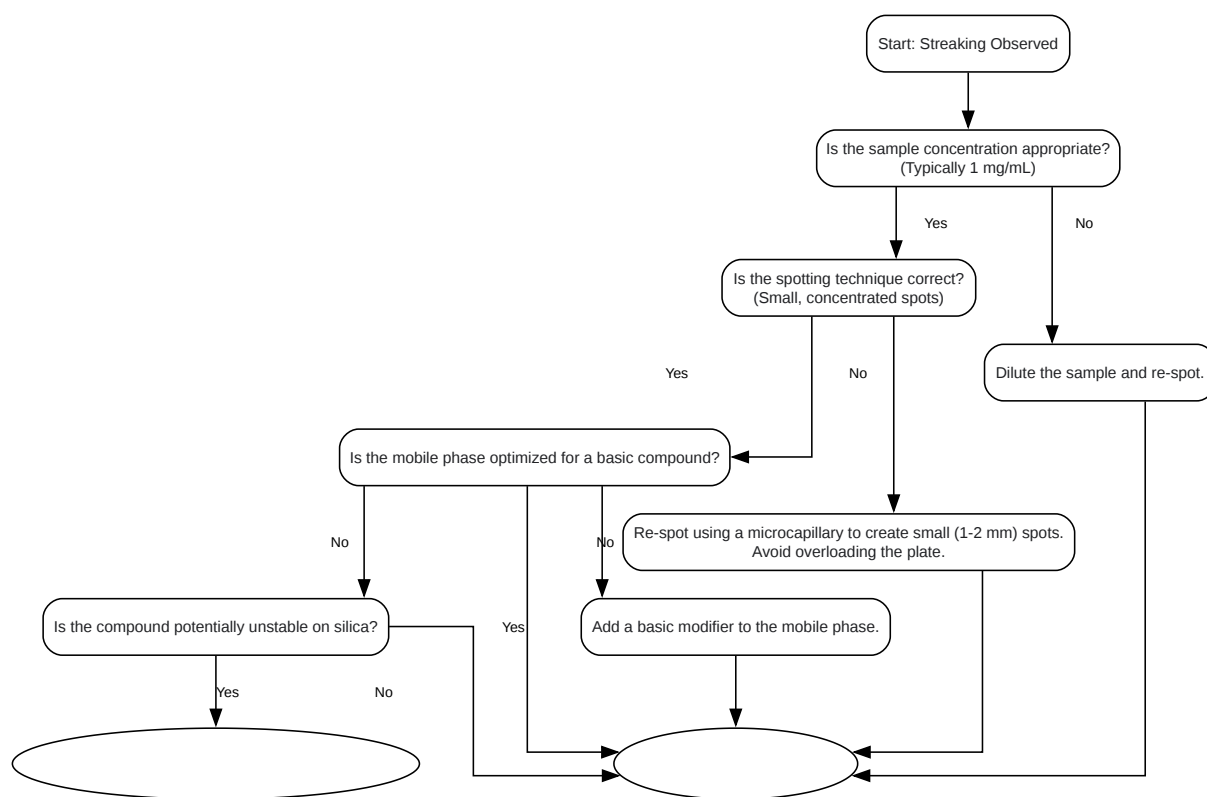 Start: Streaking Observed
Is the sample concentration appropriate?
(Typically 1 mg/mL)
Yes
No
Is the spotting technique correct?
(Small, concentrated spots)
Yes
No
Dilute the sample and re-spot.
Is the mobile phase optimized for a basic compound?
No
No
Re-spot using a microcapillary to create small (1-2 mm) spots.
Avoid overloading the plate.
Is the compound potentially unstable on silica?
Yes
Add a basic modifier to the mobile phase.
Yes
No